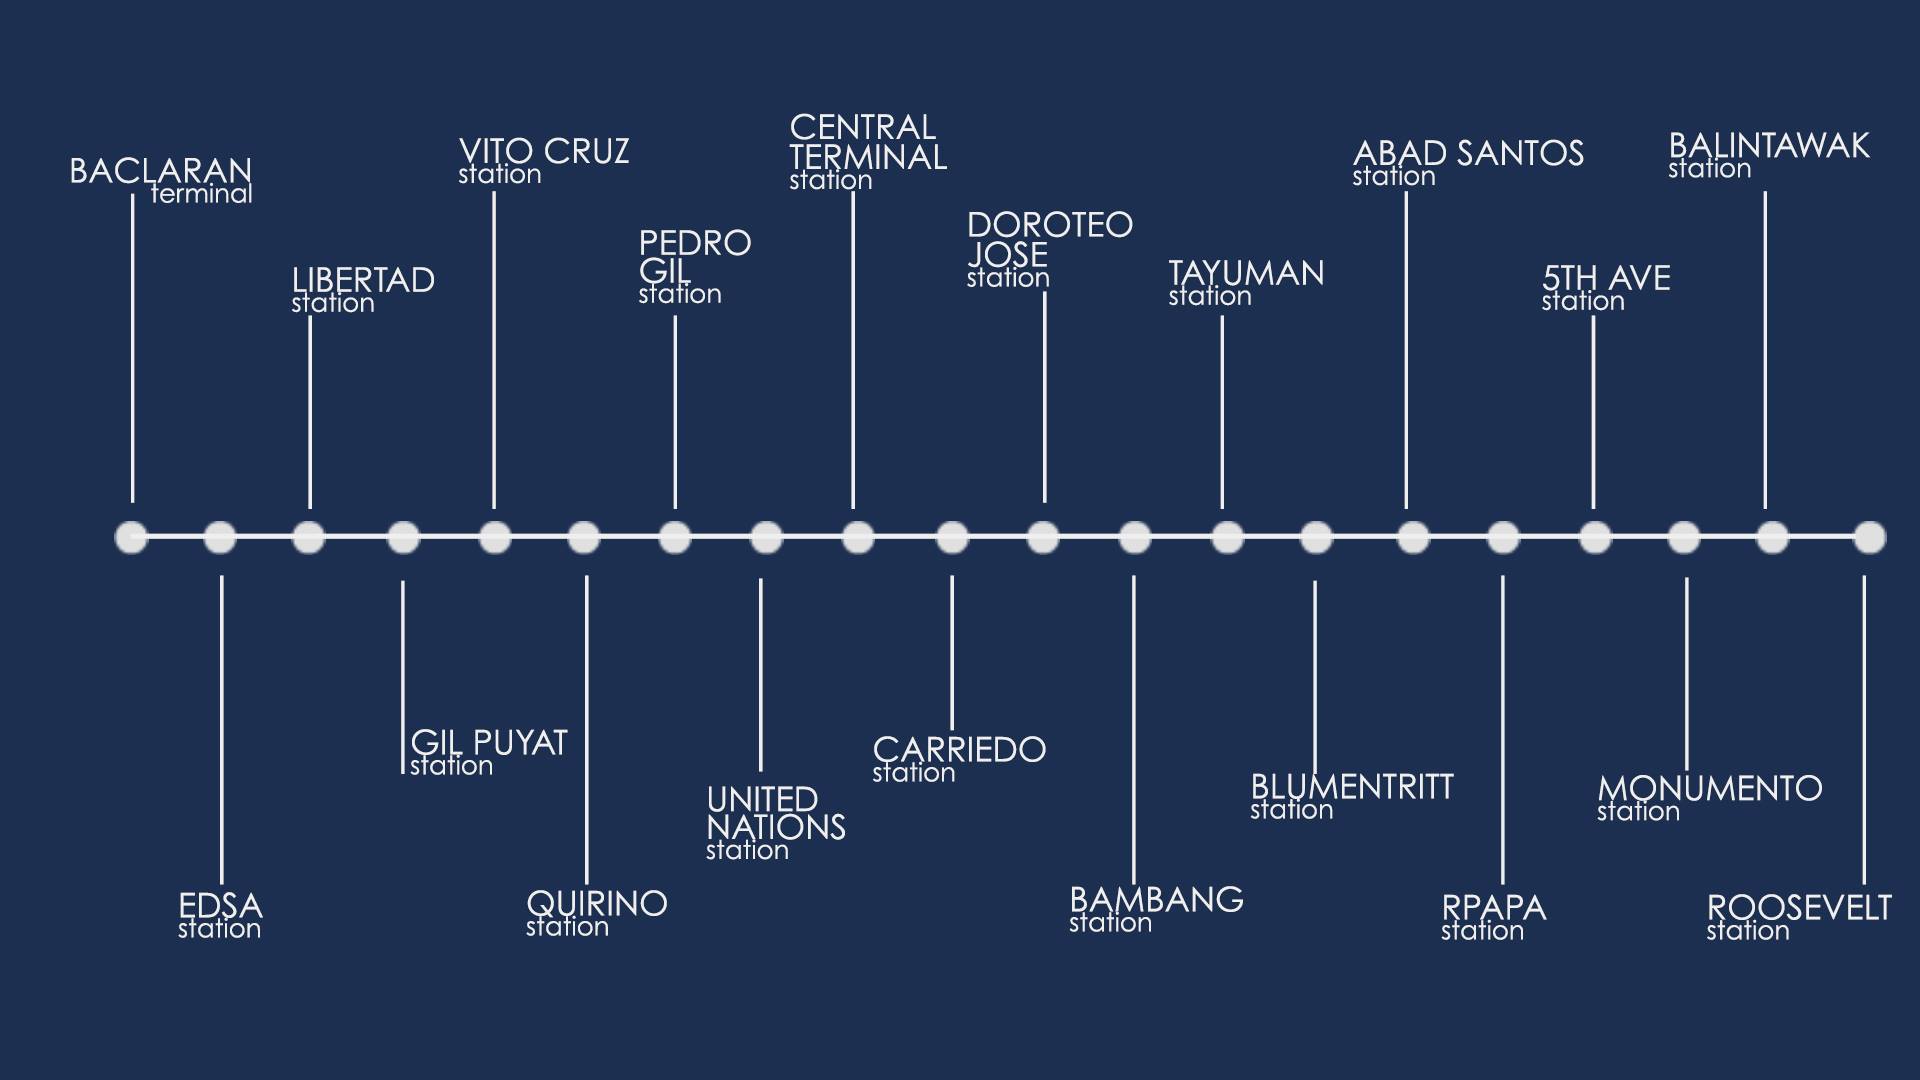 BACLARAN
terminal
EDSA
station
LIBERTAD
station
GIL PUYAT
station
VITO CRUZ
station
QUIRINO
station
PEDRO
GIL
station
UNITED
NATIONS
station
CENTRAL
TERMINAL
station
CARRIEDO
station
DOROTEO
JOSE
station
BAMBANG
station
TAYUMAN
station
BLUMENTRITT
station
ABAD SANTOS
station
RPAPA
station
5TH AVE
station
MONUMENTO
station
BALINTAWAK
station
ROOSEVELT
station